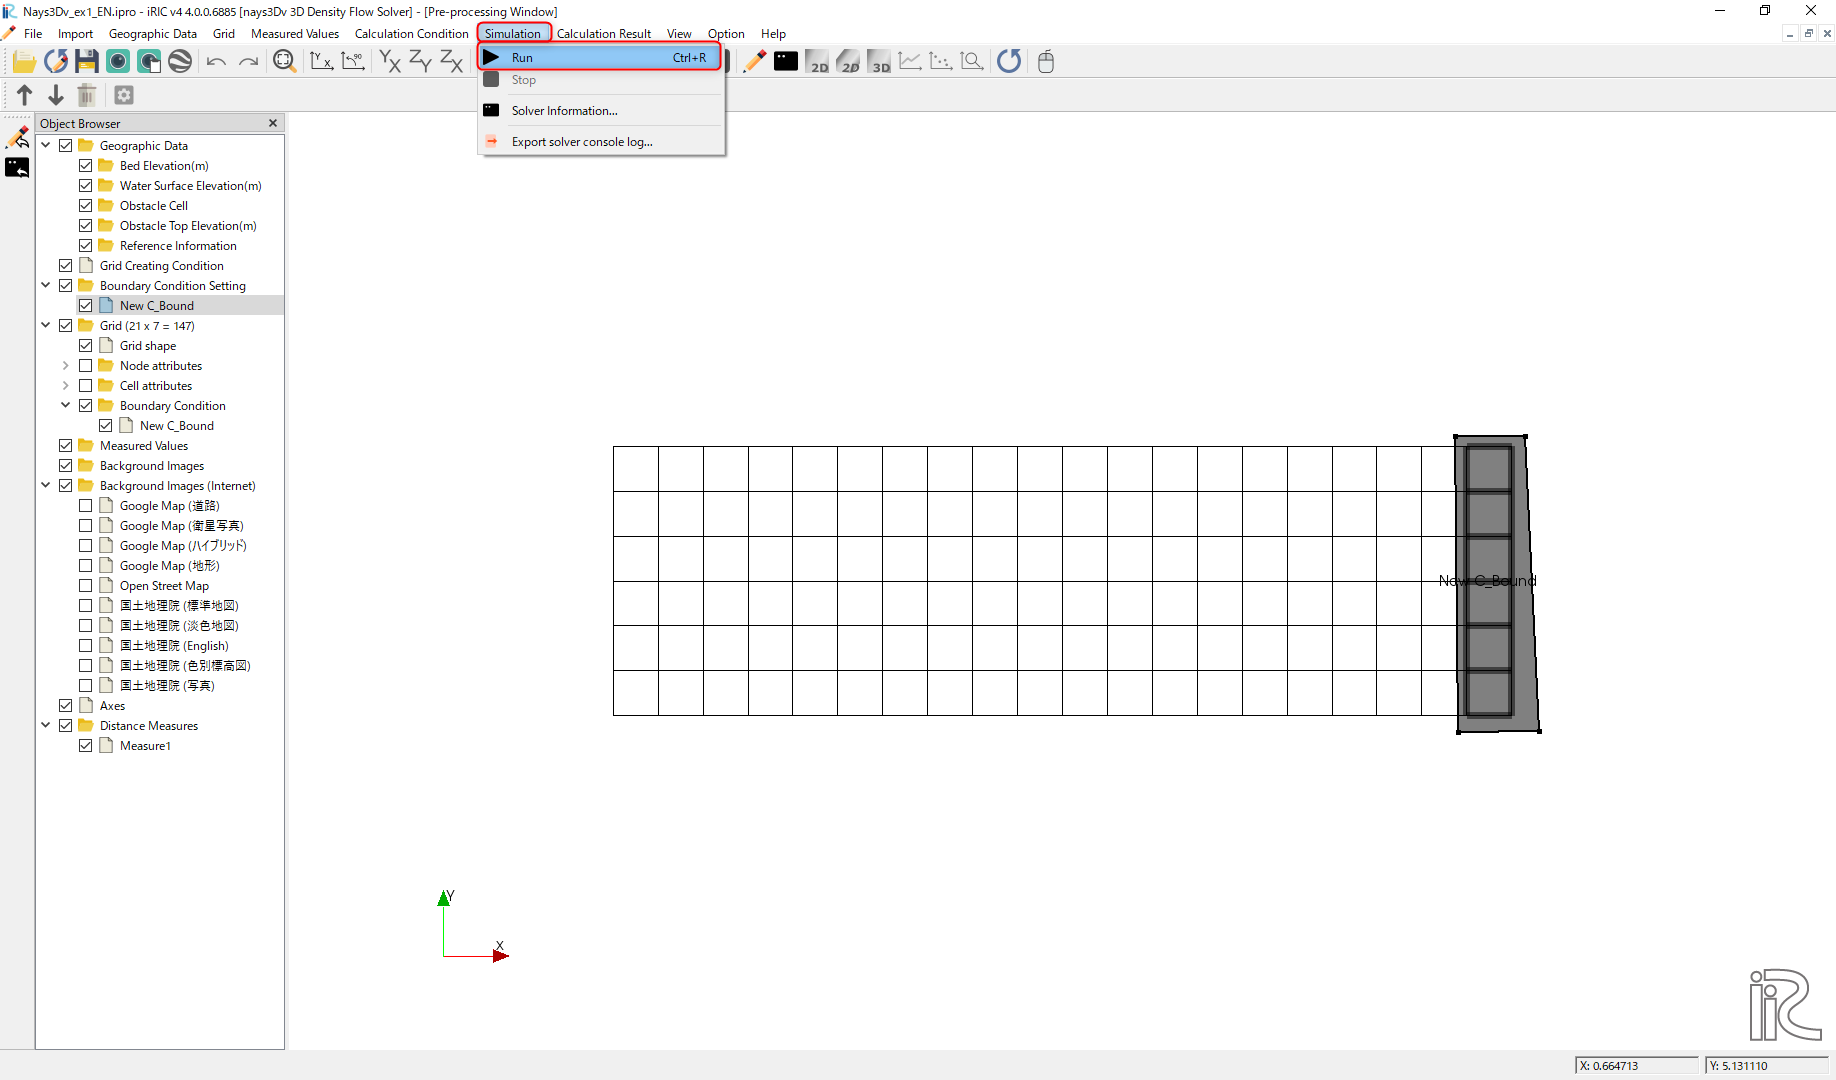 Nays3Dv_ex1_EN.ipro - iRIC v4 4.0.0.6885 [nays3Dv 3D Density Flow Solver] - [Pre-processing Window]
File Import Geographic Data Grid Measured Values Calculation Condition Simulation Calculation Result View Option Help
Run Ctrl+R
Stop
Solver Information...
Export solver console log...
2D 2D 3D
Object Browser
Geographic Data
Bed Elevation(m)
Water Surface Elevation(m)
Obstacle Cell
Obstacle Top Elevation(m)
Reference Information
Grid Creating Condition
Boundary Condition Setting
New C_Bound
Grid (21 x 7 = 147)
Grid shape
Node attributes
Cell attributes
Boundary Condition
New C_Bound
Measured Values
Background Images
Background Images (Internet)
Google Map (道路)
Google Map (衛星写真)
Google Map (ハイブリッド)
Google Map (地形)
Open Street Map
国土地理院 (標準地図)
国土地理院 (淡色地図)
国土地理院 (English)
国土地理院 (色別標高図)
国土地理院 (写真)
Axes
Distance Measures
Measure1
New C_Bound
Y
X
iRIC
X: 0.664713
Y: 5.131110